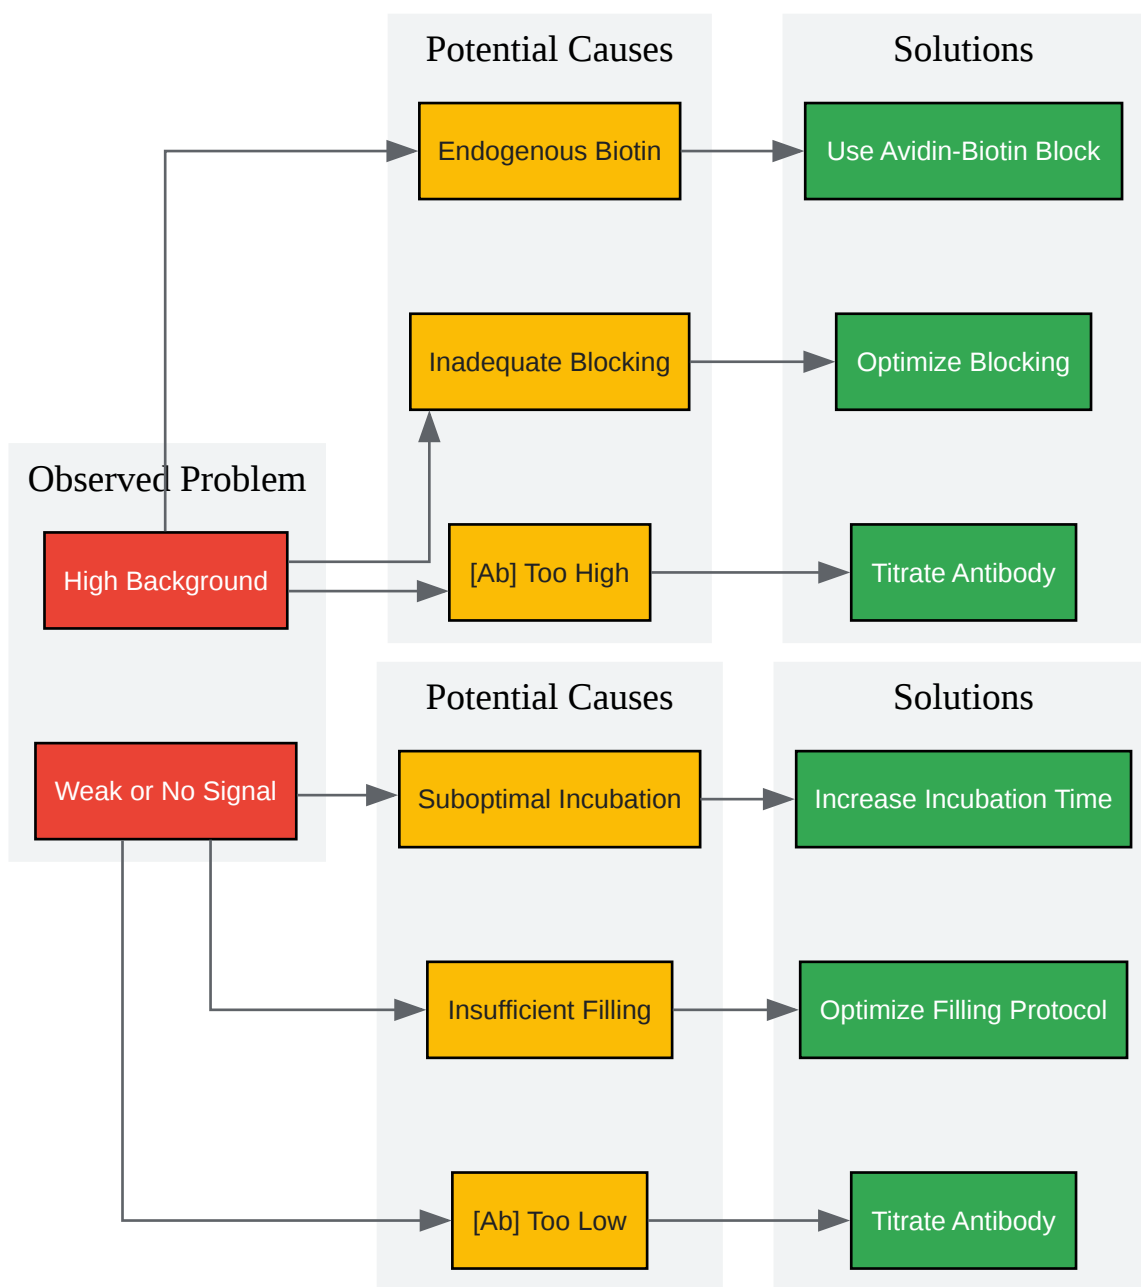 Potential Causes
Solutions
Endogenous Biotin
Use Avidin-Biotin Block
Inadequate Blocking
Optimize Blocking
Observed Problem
High Background
[Ab] Too High
Titrate Antibody
Potential Causes
Solutions
Weak or No Signal
Suboptimal Incubation
Increase Incubation Time
Insufficient Filling
Optimize Filling Protocol
[Ab] Too Low
Titrate Antibody